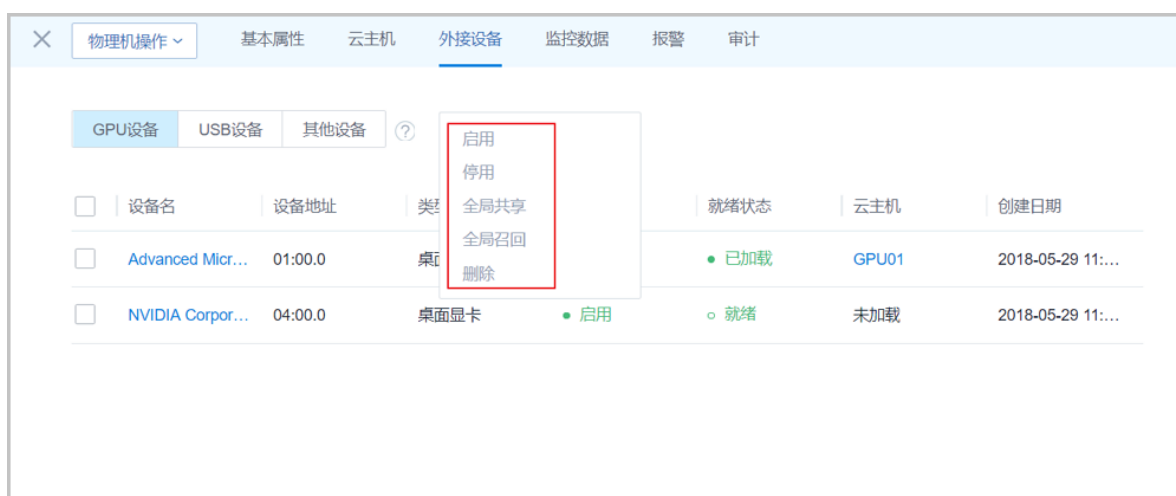 物理机操作 基本属性 云主机 外接设备 监控数据 报警 审计
GPU设备 USB设备 其他设备 ?
启用
停用
全局共享
全局召回
删除
设备名 设备地址 类 就绪状态 云主机 创建日期
Advanced Micr... 01:00.0 桌 已加载 GPU01 2018-05-29 11:...
NVIDIA Corpor... 04:00.0 桌面显卡 启用 就绪 未加载 2018-05-29 11:...